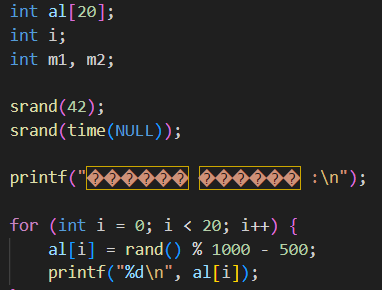 int al[20];
int i;
int m1, m2;
srand(42);
srand(time(NULL));
printf("������ ������ :\n");
for (int i = 0; i < 20; i++) {
al[i] = rand() % 1000 - 500;
printf("%d\n", al[i]);